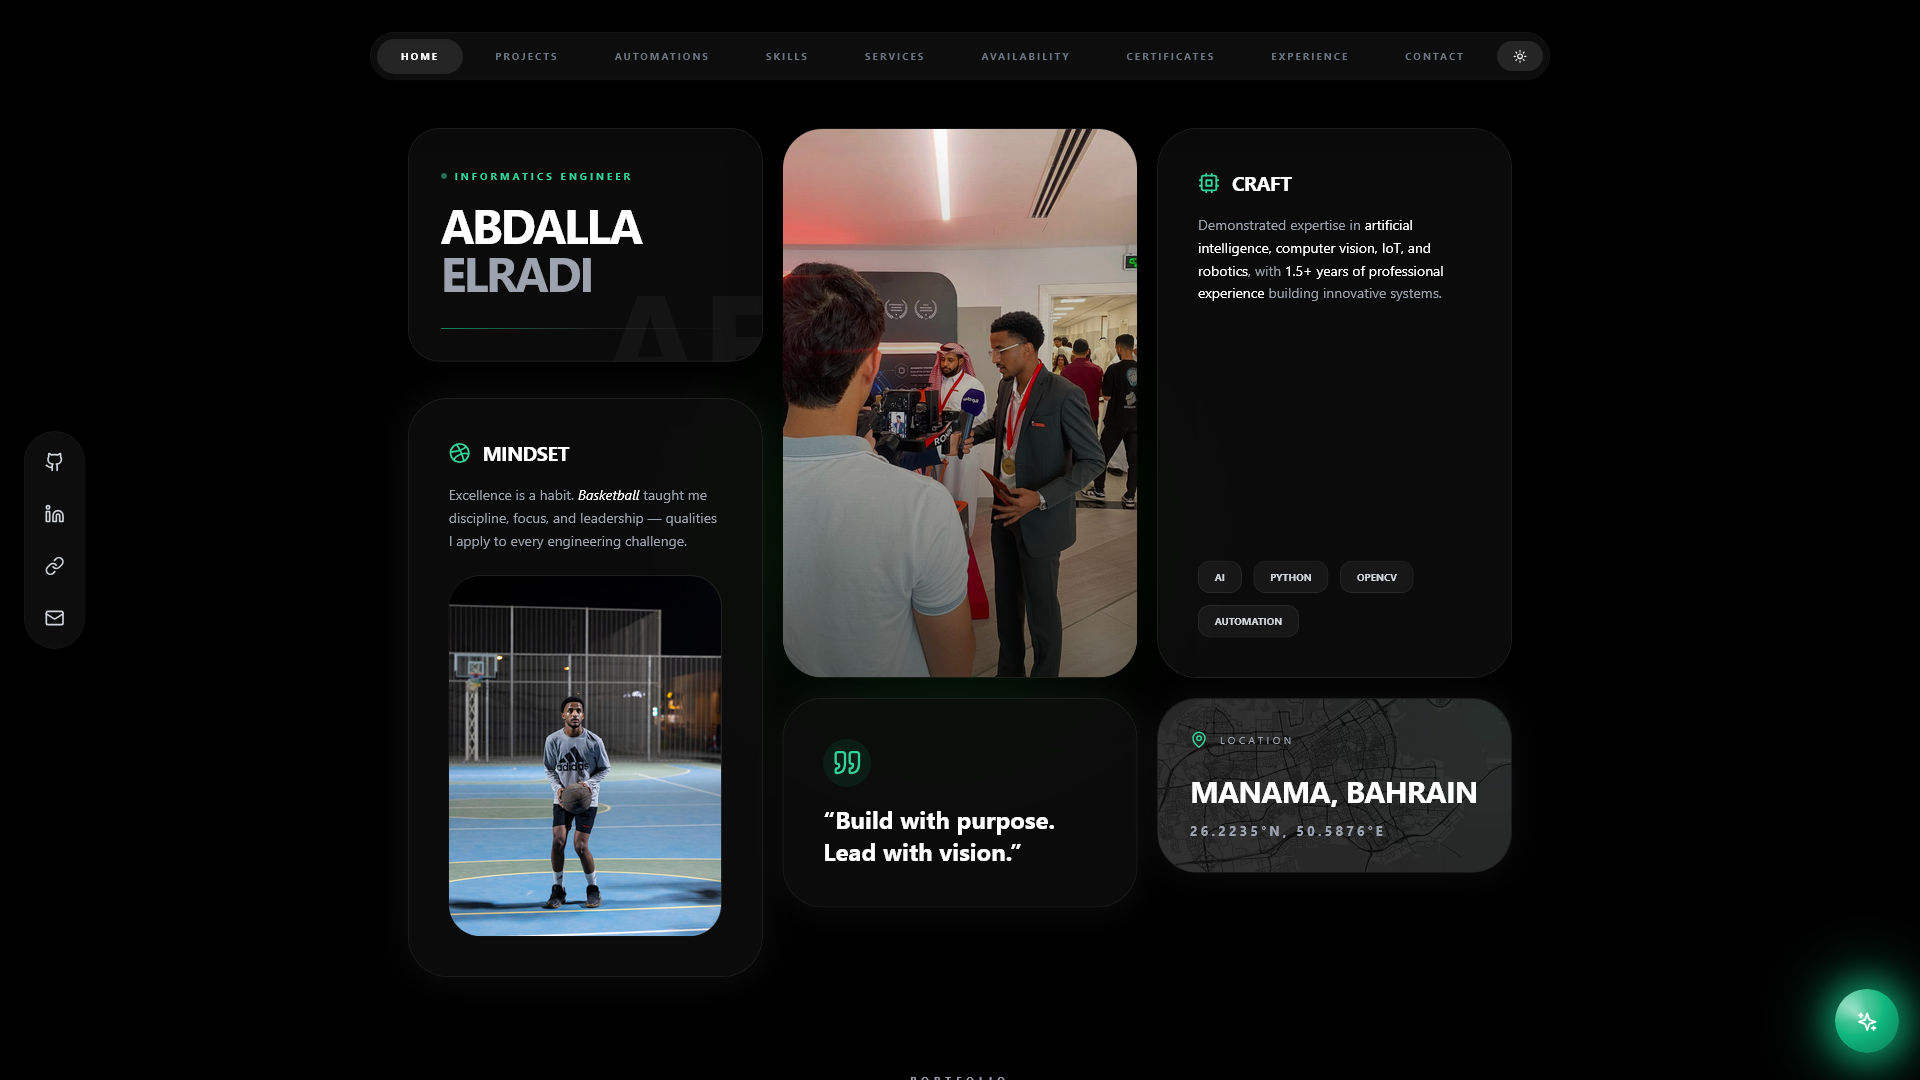 HOME
PROJECTS
AUTOMATIONS
SKILLS
SERVICES
AVAILABILITY
CERTIFICATES
EXPERIENCE
CONTACT
INFORMATICS ENGINEER
ABDALLA
ELRADI
MINDSET
Excellence is a habit. Basketball taught me
discipline, focus, and leadership — qualities
I apply to every engineering challenge.
adidas
RONIN
“Build with purpose.
Lead with vision.”
CRAFT
Demonstrated expertise in artificial
intelligence, computer vision, IoT, and
robotics, with 1.5+ years of professional
experience building innovative systems.
AI
PYTHON
OPENCV
AUTOMATION
LOCATION
MANAMA, BAHRAIN
26.2235°N, 50.5876°E
PORTFOLIO